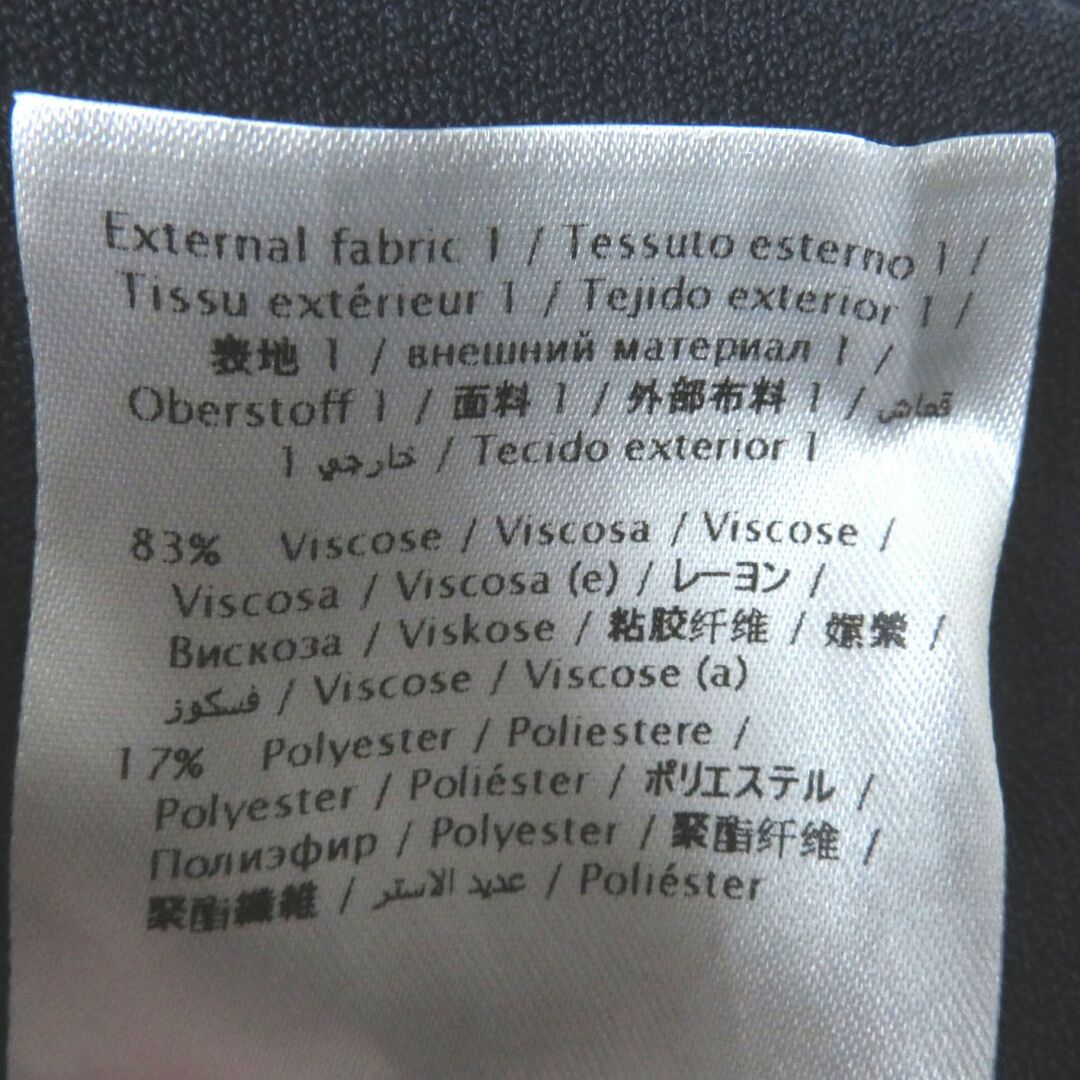 External fabric 1 / Tessuto esterno 1 /
Tissu extérieur 1 / Tejido exterior 1 /
表地 1 / внешний материал 1 /
Oberstoff 1 / 面料 1 / 外部布料 1 / قماش
خارجي 1 / Tecido exterior 1
83% Viscose / Viscosa / Viscose /
Viscosa / Viscosa (e) / レーヨン /
Вискоза / Viskose / 粘胶纤维 / 嫘縈 /
فسكوز / Viscose / Viscose (a)
17% Polyester / Poliestere /
Polyester / Poliéster / ポリエステル /
Полиэфир / Polyester / 聚酯纤维 /
聚酯纖維 / عديد الاستر / Poliéster